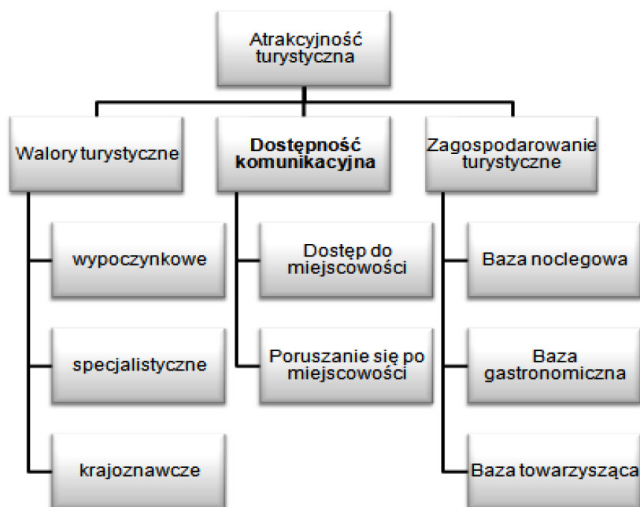 Atrakcyjność
turystyczna
Walory turystyczne
Dostępność
komunikacyjna
Zagospodarowanie
turystyczne
wypoczynkowe
Dostęp do
miejscowości
Baza noclegowa
specjalistyczne
Poruszanie się po
miejscowości
Baza
gastronomiczna
krajoznawcze
Baza towarzysząca